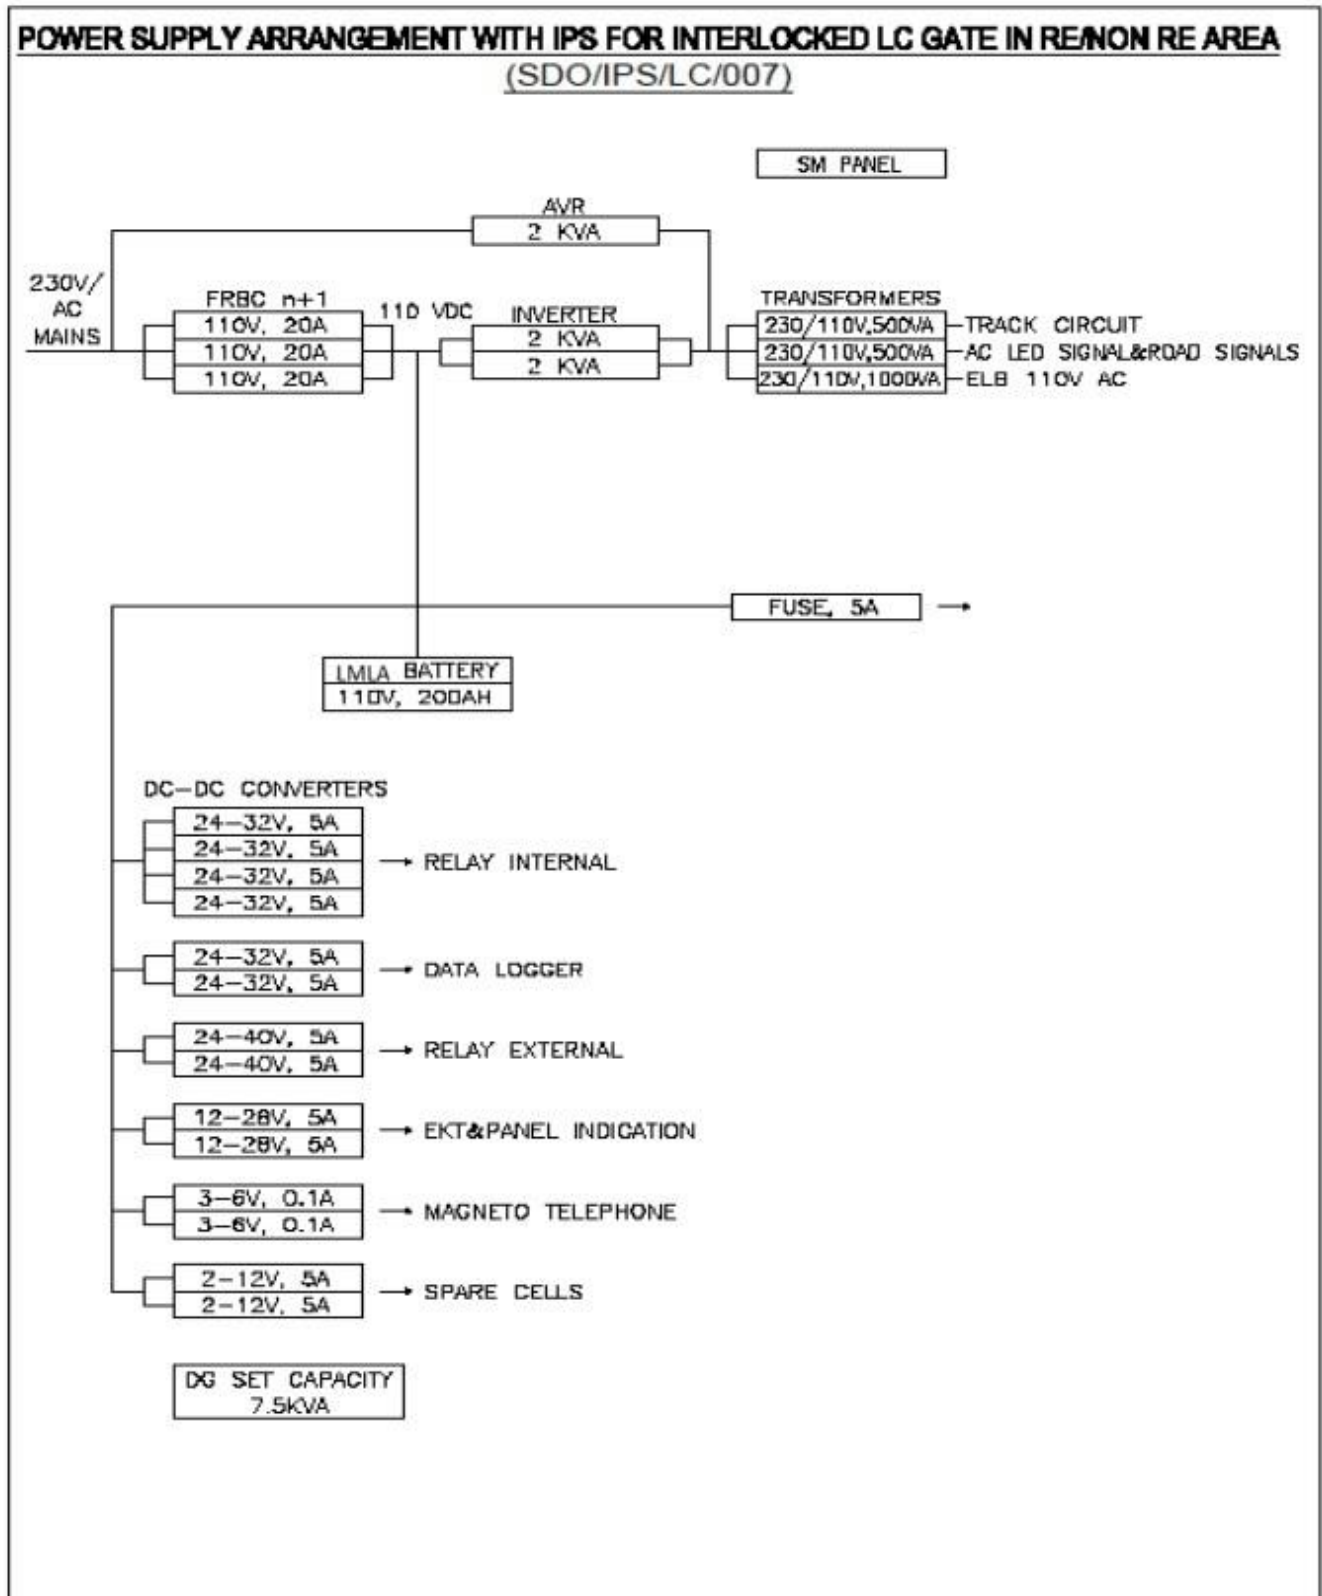 POWER SUPPLY ARRANGEMENT WITH IPS FOR INTERLOCKED LC GATE IN RE/NON RE AREA
(SDO/IPS/LC/007)
SM PANEL
AVR
2 KVA
230V/
AC
MAINS
FRBC n+1
110V, 20A
110V, 20A
110V, 20A
110 VDC
INVERTER
2 KVA
2 KVA
TRANSFORMERS
230/110V,500VA TRACK CIRCUIT
230/110V,500VA AC LED SIGNAL&ROAD SIGNALS
230/110V,1000VA ELB 110V AC
FUSE, 5A
LMLA BATTERY
110V, 200AH
DC-DC CONVERTERS
24-32V, 5A
24-32V, 5A
24-32V, 5A
24-32V, 5A
RELAY INTERNAL
24-32V, 5A
24-32V, 5A
DATA LOGGER
24-40V, 5A
24-40V, 5A
RELAY EXTERNAL
12-28V, 5A
12-28V, 5A
EKT&PANEL INDICATION
3-6V, 0.1A
3-6V, 0.1A
MAGNETO TELEPHONE
2-12V, 5A
2-12V, 5A
SPARE CELLS
DG SET CAPACITY
7.5KVA